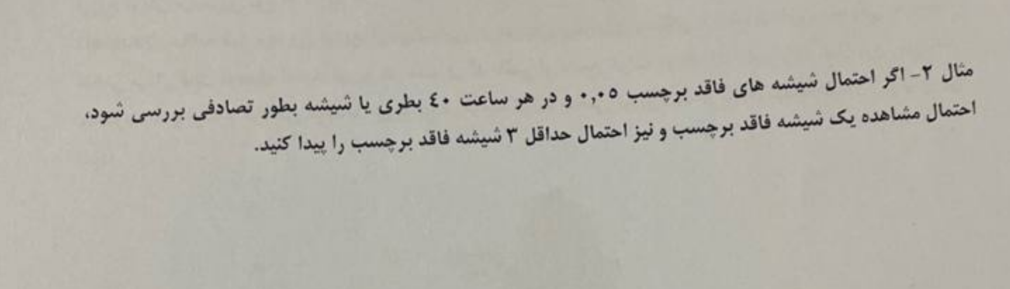 مثال ۲- اگر احتمال شیشه های فاقد برچسب ۰٫۰۵ و در هر ساعت ٤۰ بطری یا شیشه بطور تصادفی بررسی شود،
احتمال مشاهده یک شیشه فاقد برچسب و نیز احتمال حداقل ۳ شیشه فاقد برچسب را پیدا کنید.